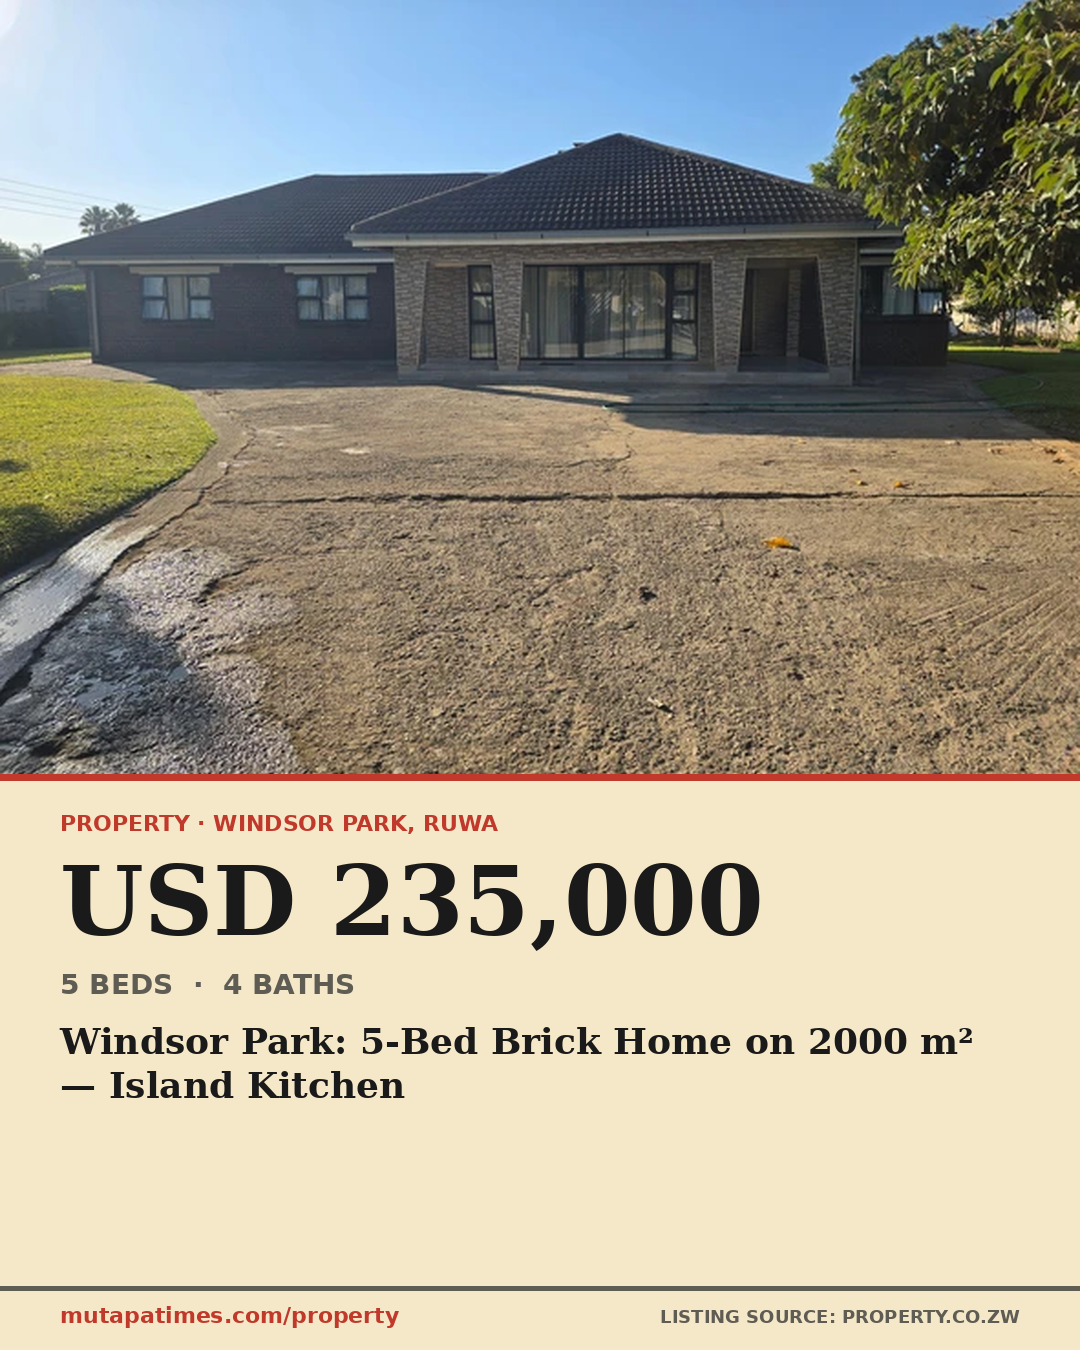 PROPERTY · WINDSOR PARK, RUWA
USD 235,000
5 BEDS · 4 BATHS
Windsor Park: 5-Bed Brick Home on 2000 m²
— Island Kitchen
mutapatimes.com/property
LISTING SOURCE: PROPERTY.CO.ZW